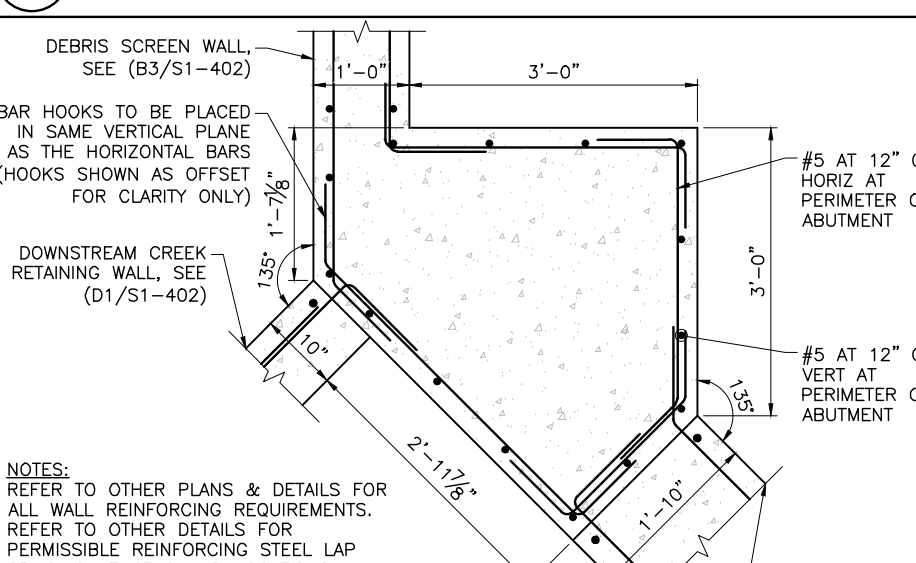 DEBRIS SCREEN WALL,
SEE (B3/S1-402)
1'-0"
3'-0"
BAR HOOKS TO BE PLACED
IN SAME VERTICAL PLANE
AS THE HORIZONTAL BARS
(HOOKS SHOWN AS OFFSET
FOR CLARITY ONLY)
1'-7⅞"
#5 AT 12"
HORIZ AT
PERIMETER
ABUTMENT
DOWNSTREAM CREEK
RETAINING WALL, SEE
(D1/S1-402)
135°
3'-0"
10"
#5 AT 12"
VERT AT
PERIMETER
ABUTMENT
135°
2'-11⅞"
1'-10"
NOTES:
REFER TO OTHER PLANS & DETAILS FOR
ALL WALL REINFORCING REQUIREMENTS.
REFER TO OTHER DETAILS FOR
PERMISSIBLE REINFORCING STEEL LAP